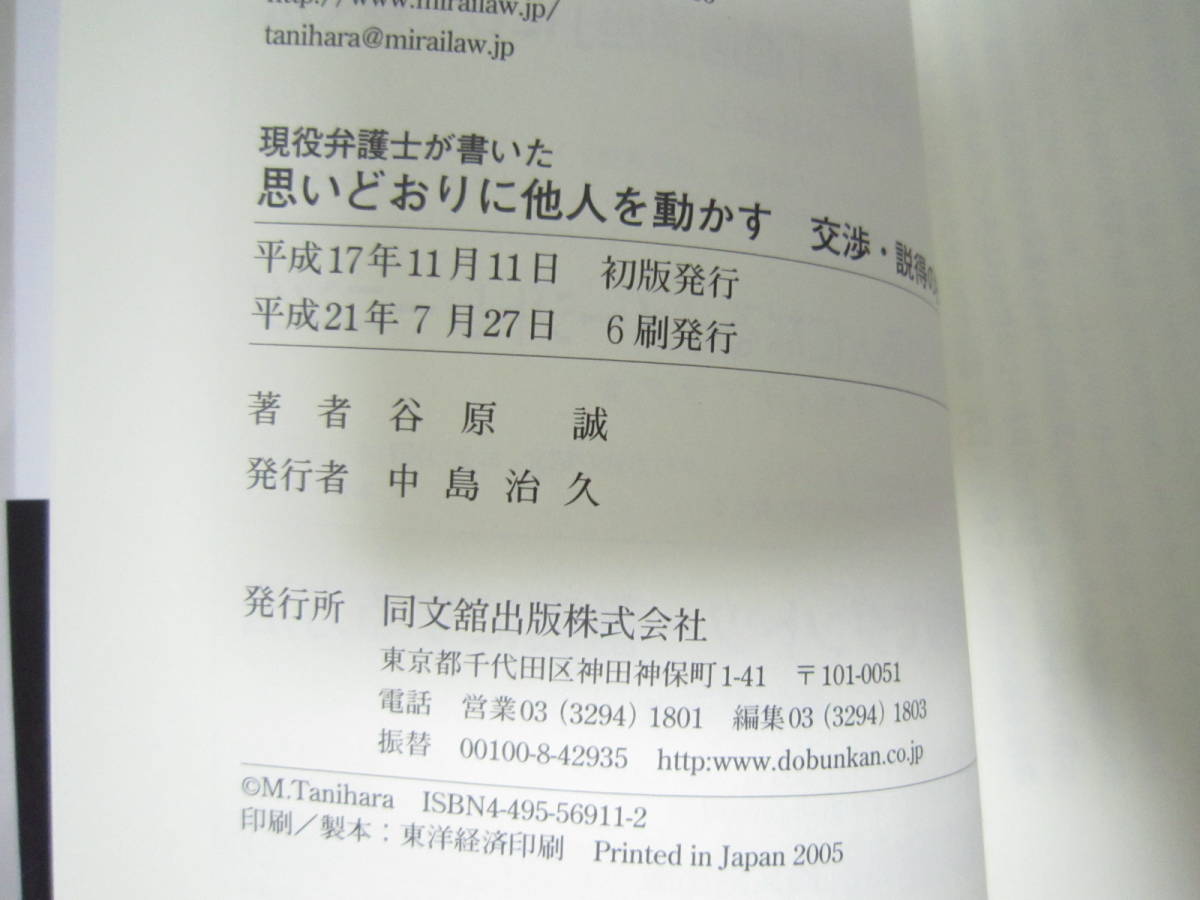 http://www.mirailaw.jp/
tanihara@mirailaw.jp
現役弁護士が書いた
思いどおりに他人を動かす 交渉・説得の
平成17年11月11日 初版発行
平成21年7月27日 6刷発行
著者 谷原 誠
発行者 中島治久
発行所 同文舘出版株式会社
東京都千代田区神田神保町1-41 〒101-0051
電話 営業03(3294)1801 編集03(3294)1803
振替 00100-8-42935 http:www.dobunkan.co.jp
©M.Tanihara ISBN4-495-56911-2
印刷/製本:東洋経済印刷 Printed in Japan 2005